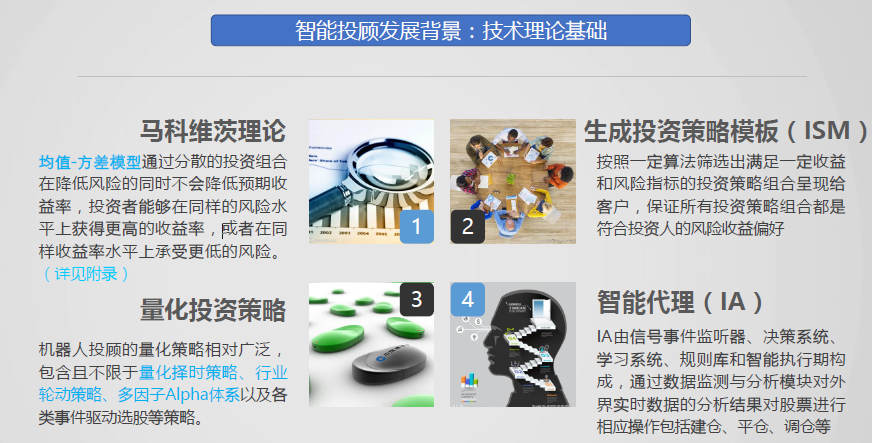 智能投顾发展背景：技术理论基础
马科维茨理论
均值-方差模型通过分散的投资组合
在降低风险的同时不会降低预期收
益率，投资者能够在同样的风险水
平上获得更高的收益率，或者在同
样收益率水平上承受更低的风险。
（详见附录）
1
2
生成投资策略模板（ISM）
按照一定算法筛选出满足一定收益
和风险指标的投资策略组合呈现给
客户，保证所有投资策略组合都是
符合投资人的风险收益偏好
量化投资策略
机器人投顾的量化策略相对广泛，
包含且不限于量化择时策略、行业
轮动策略、多因子Alpha体系以及各
类事件驱动选股等策略。
3
4
智能代理（IA）
IA由信号事件监听器、决策系统、
学习系统、规则库和智能执行期构
成，通过数据监测与分析模块对外
界实时数据的分析结果对股票进行
相应操作包括建仓、平仓、调仓等